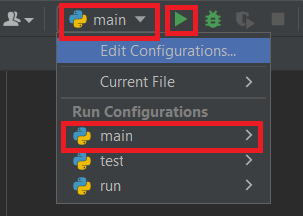 main
Edit Configurations...
Current File
Run Configurations
main
test
run